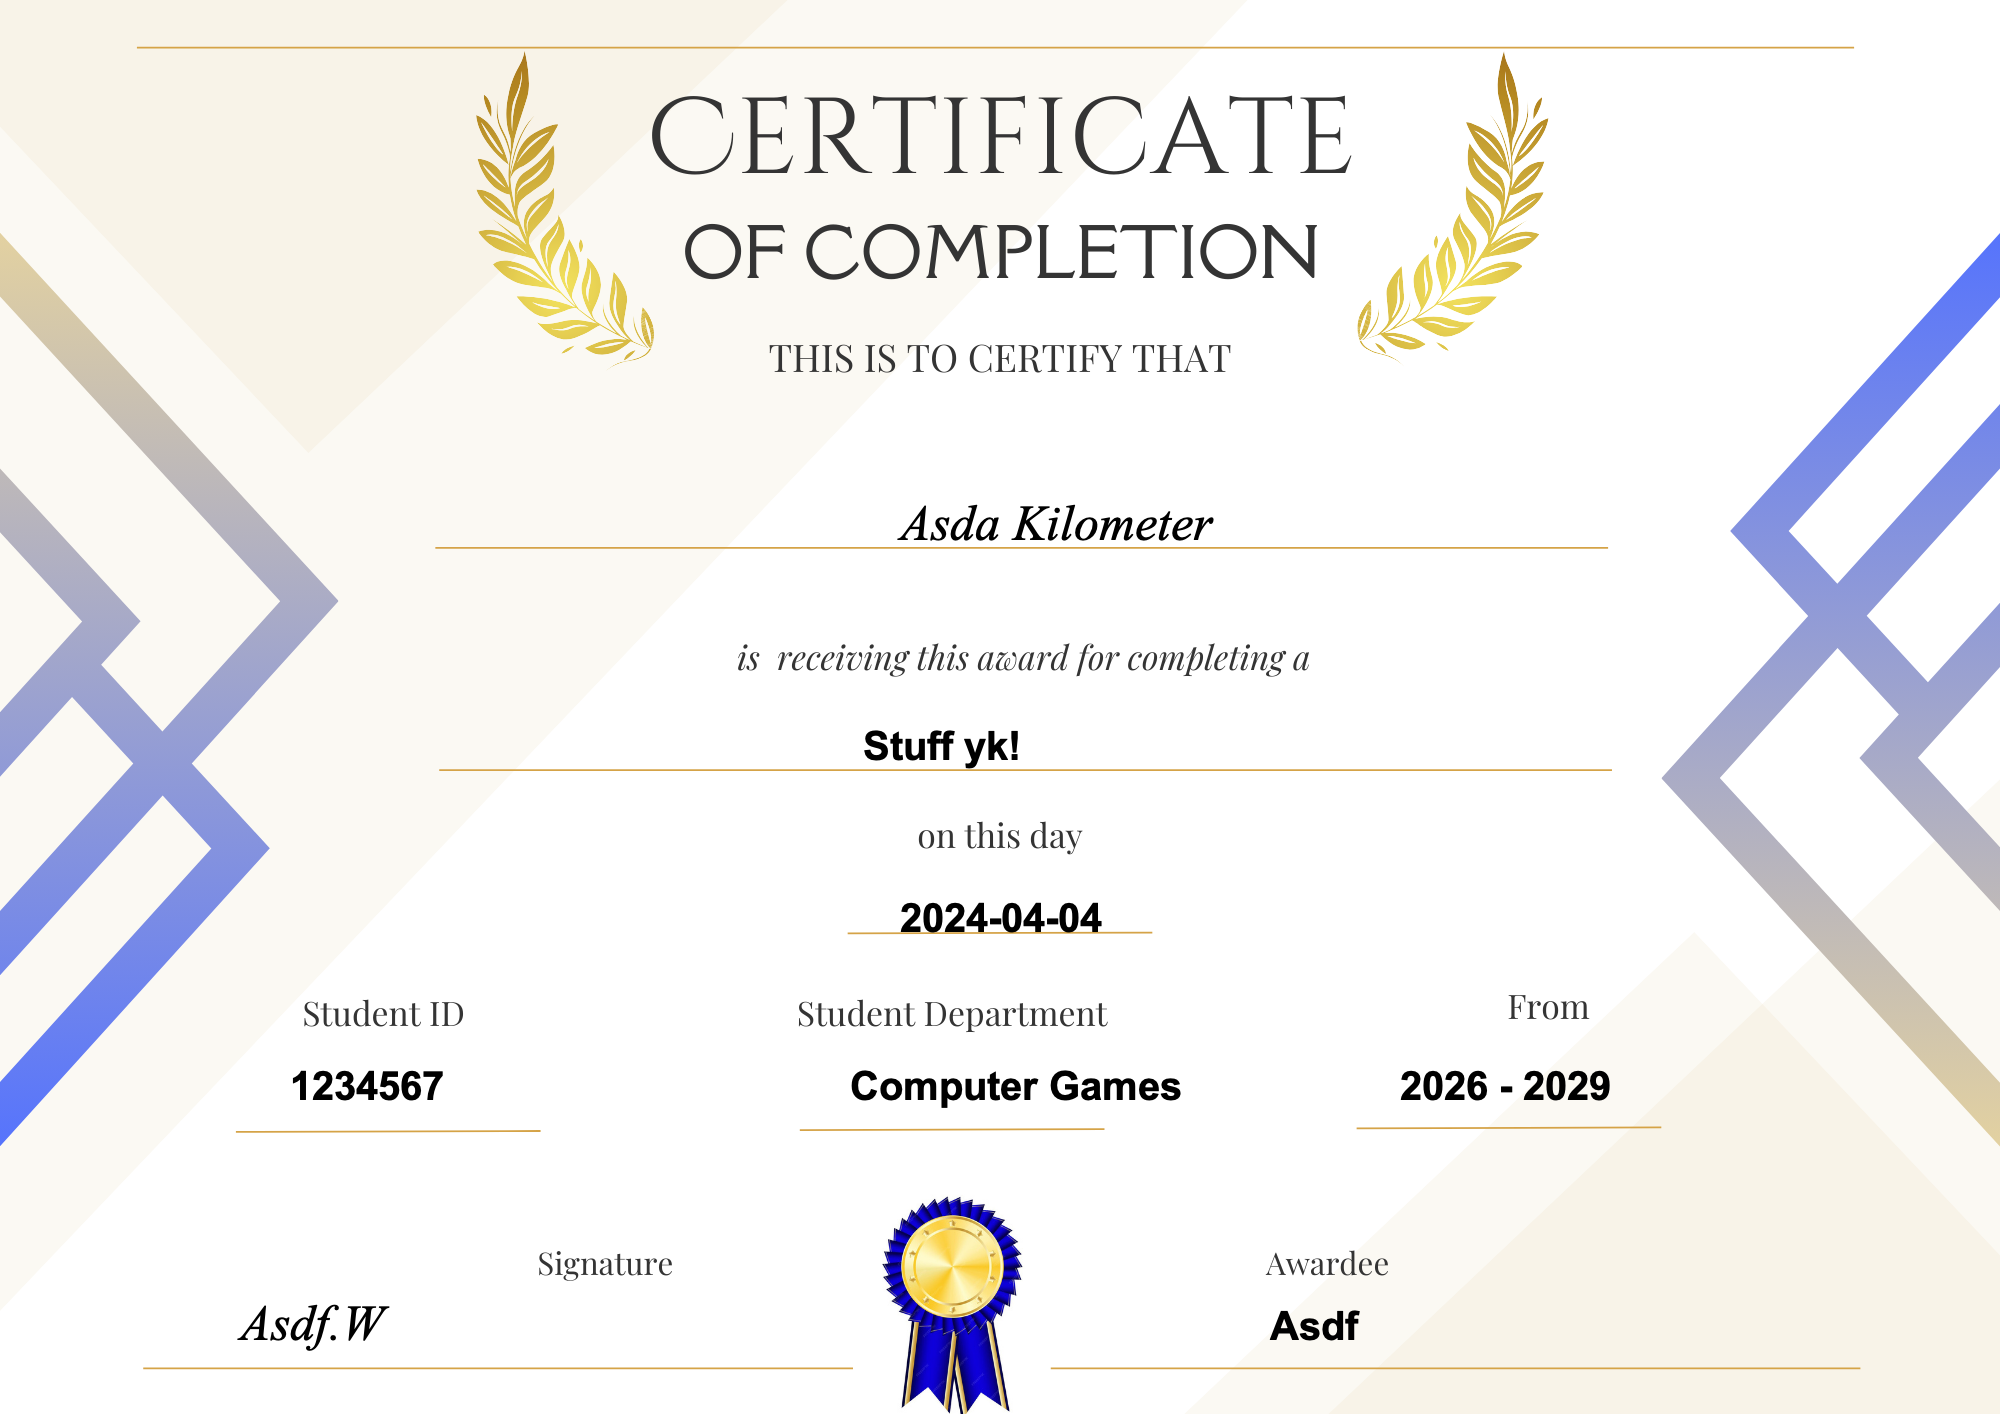 CERTIFICATE
OF COMPLETION
THIS IS TO CERTIFY THAT
Asda Kilometer
is receiving this award for completing a
Stuff yk!
on this day
2024-04-04
Student ID
Student Department
From
1234567
Computer Games
2026 - 2029
Signature
Awardee
Asdf.W
Asdf